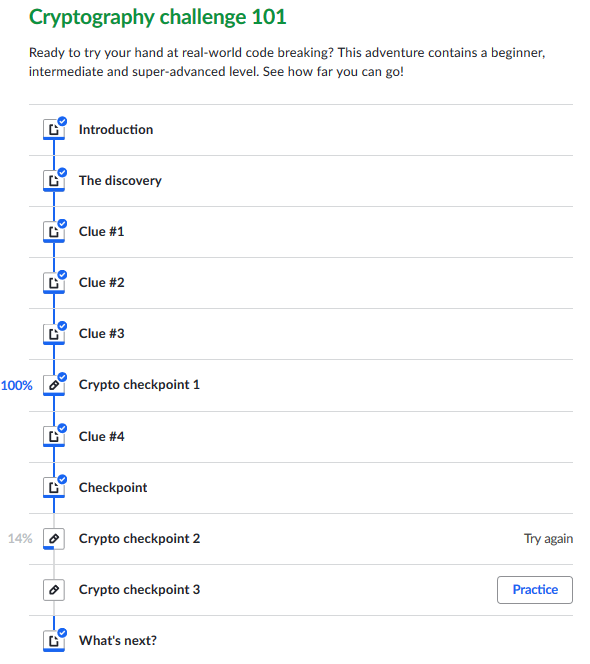 Cryptography challenge 101
Ready to try your hand at real-world code breaking? This adventure contains a beginner,
intermediate and super-advanced level. See how far you can go!
Introduction
The discovery
Clue #1
Clue #2
Clue #3
100% Crypto checkpoint 1
Clue #4
Checkpoint
14% Crypto checkpoint 2 Try again
Crypto checkpoint 3 Practice
What's next?